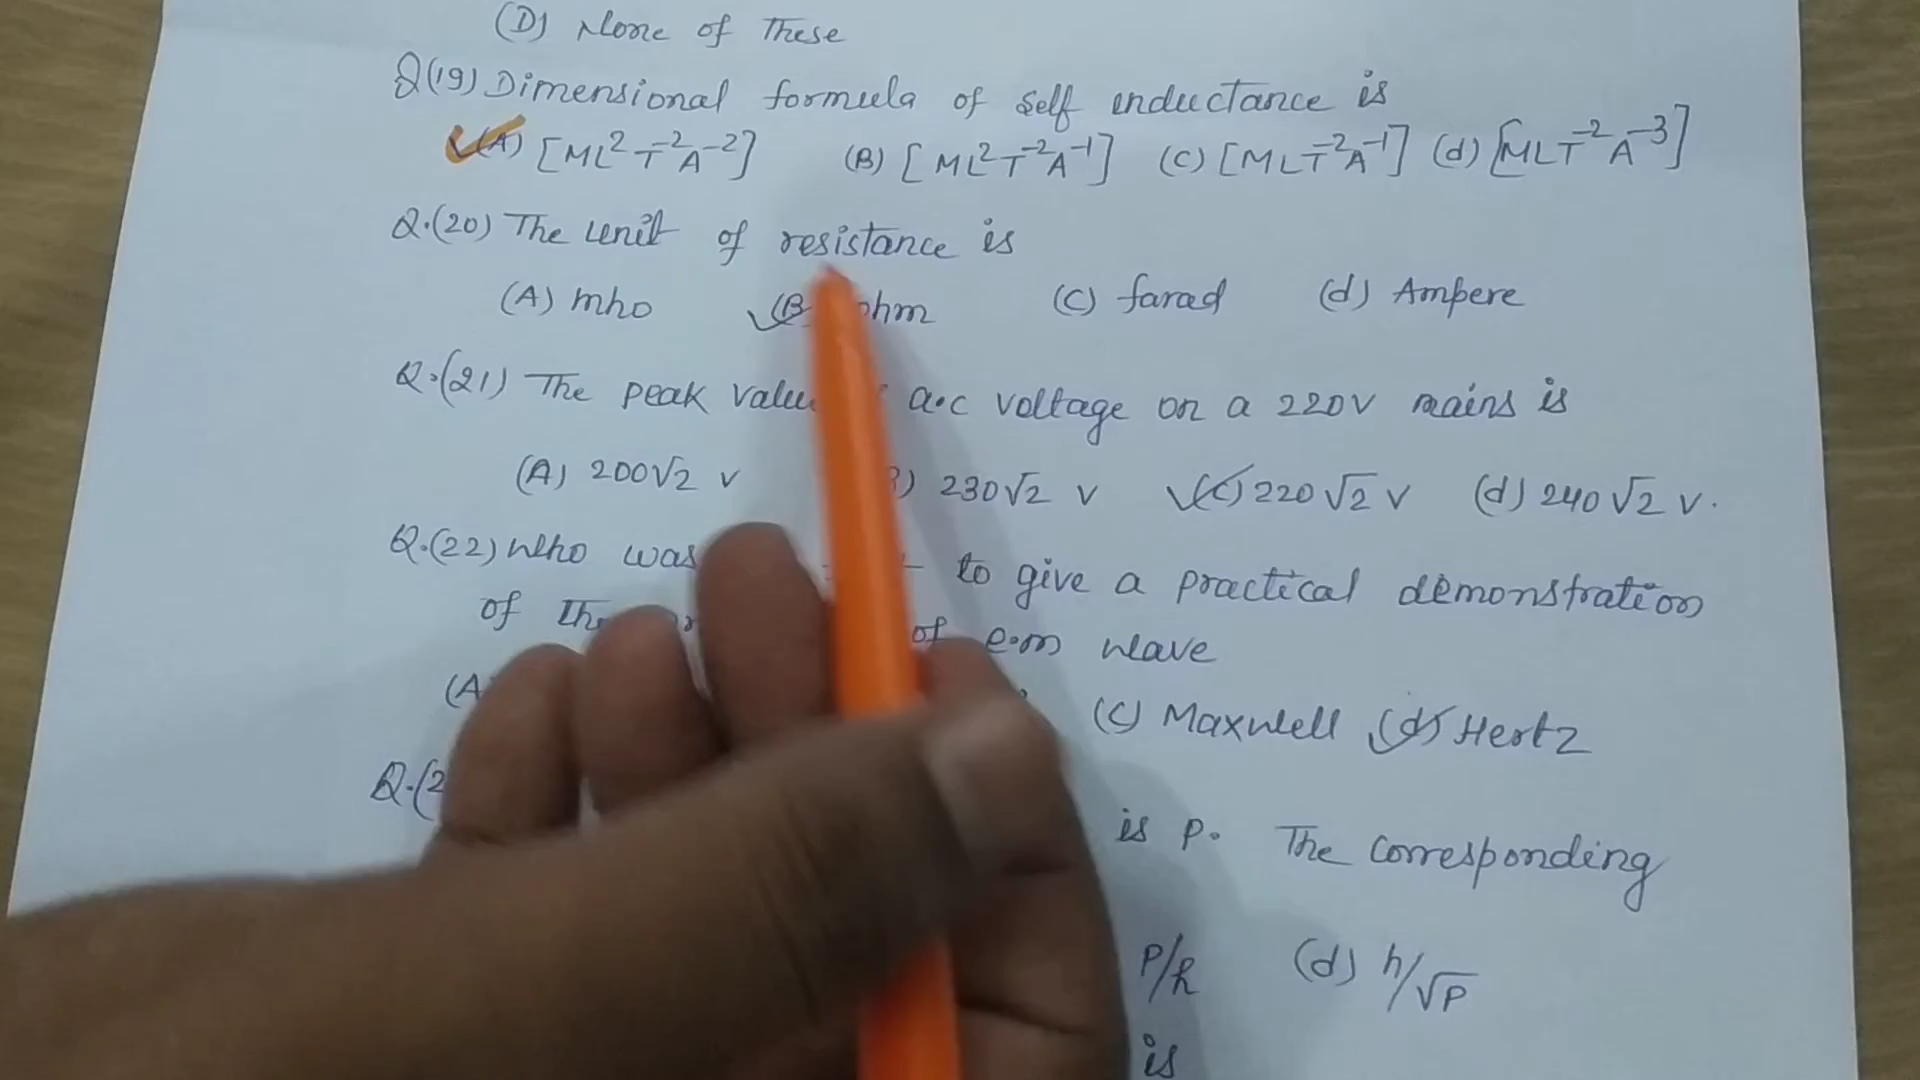 (D) None of These
Q(19) Dimensional formula of self inductance is
(A) [ML²T⁻²A⁻²] (B) [ML²T⁻²A⁻¹] (C) [MLT⁻²A⁻¹] (d) [MLT⁻²A⁻³]
Q.(20) The unit of resistance is
(A) mho (B) ohm (C) farad (d) Ampere
Q.(21) The peak a.c voltage on a 220V mains is
(A) 200√2 v 230√2 v (C) 220√2 v (d) 240√2 v.
Q.(22) Who was to give a practical demonstration
of of e.m wave
(A (C) Maxwell (d) Hertz
Q.(2 is p. The corresponding
P/h (d) h/√P
is